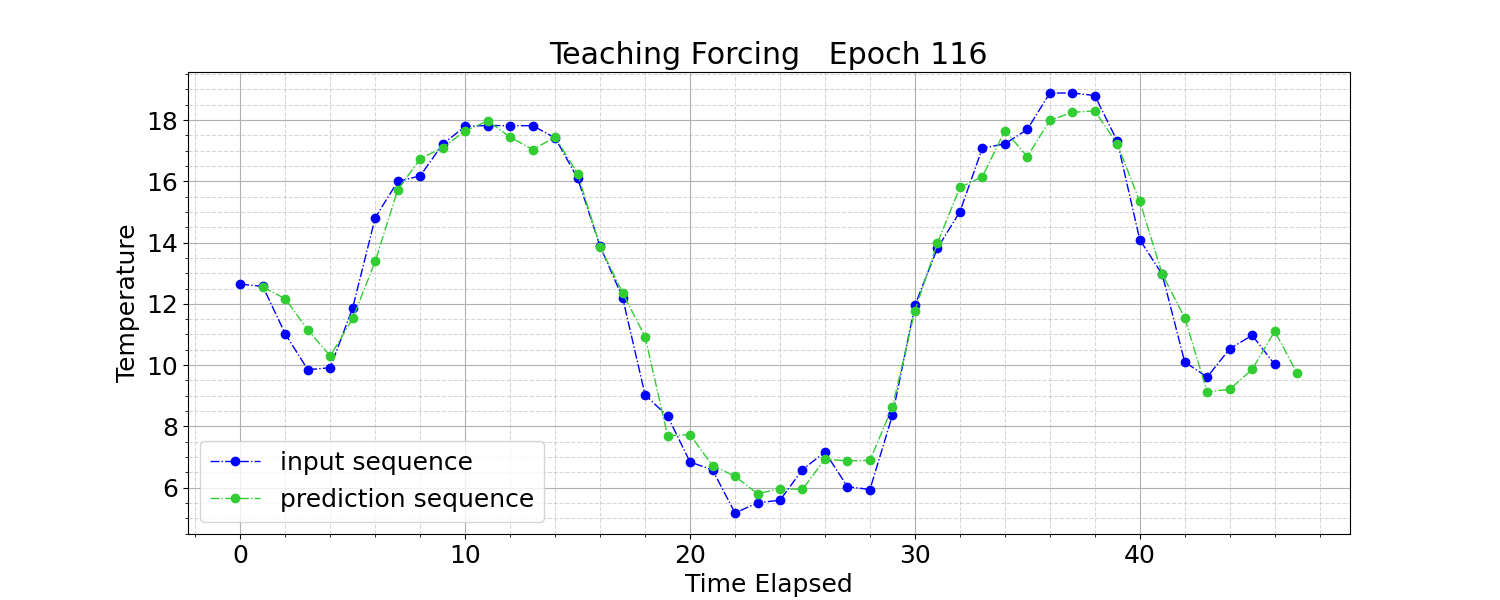 Teaching Forcing   Epoch 116
18
16
14
12
10
8
6
Temperature
input sequence
prediction sequence
0 10 20 30 40
Time Elapsed